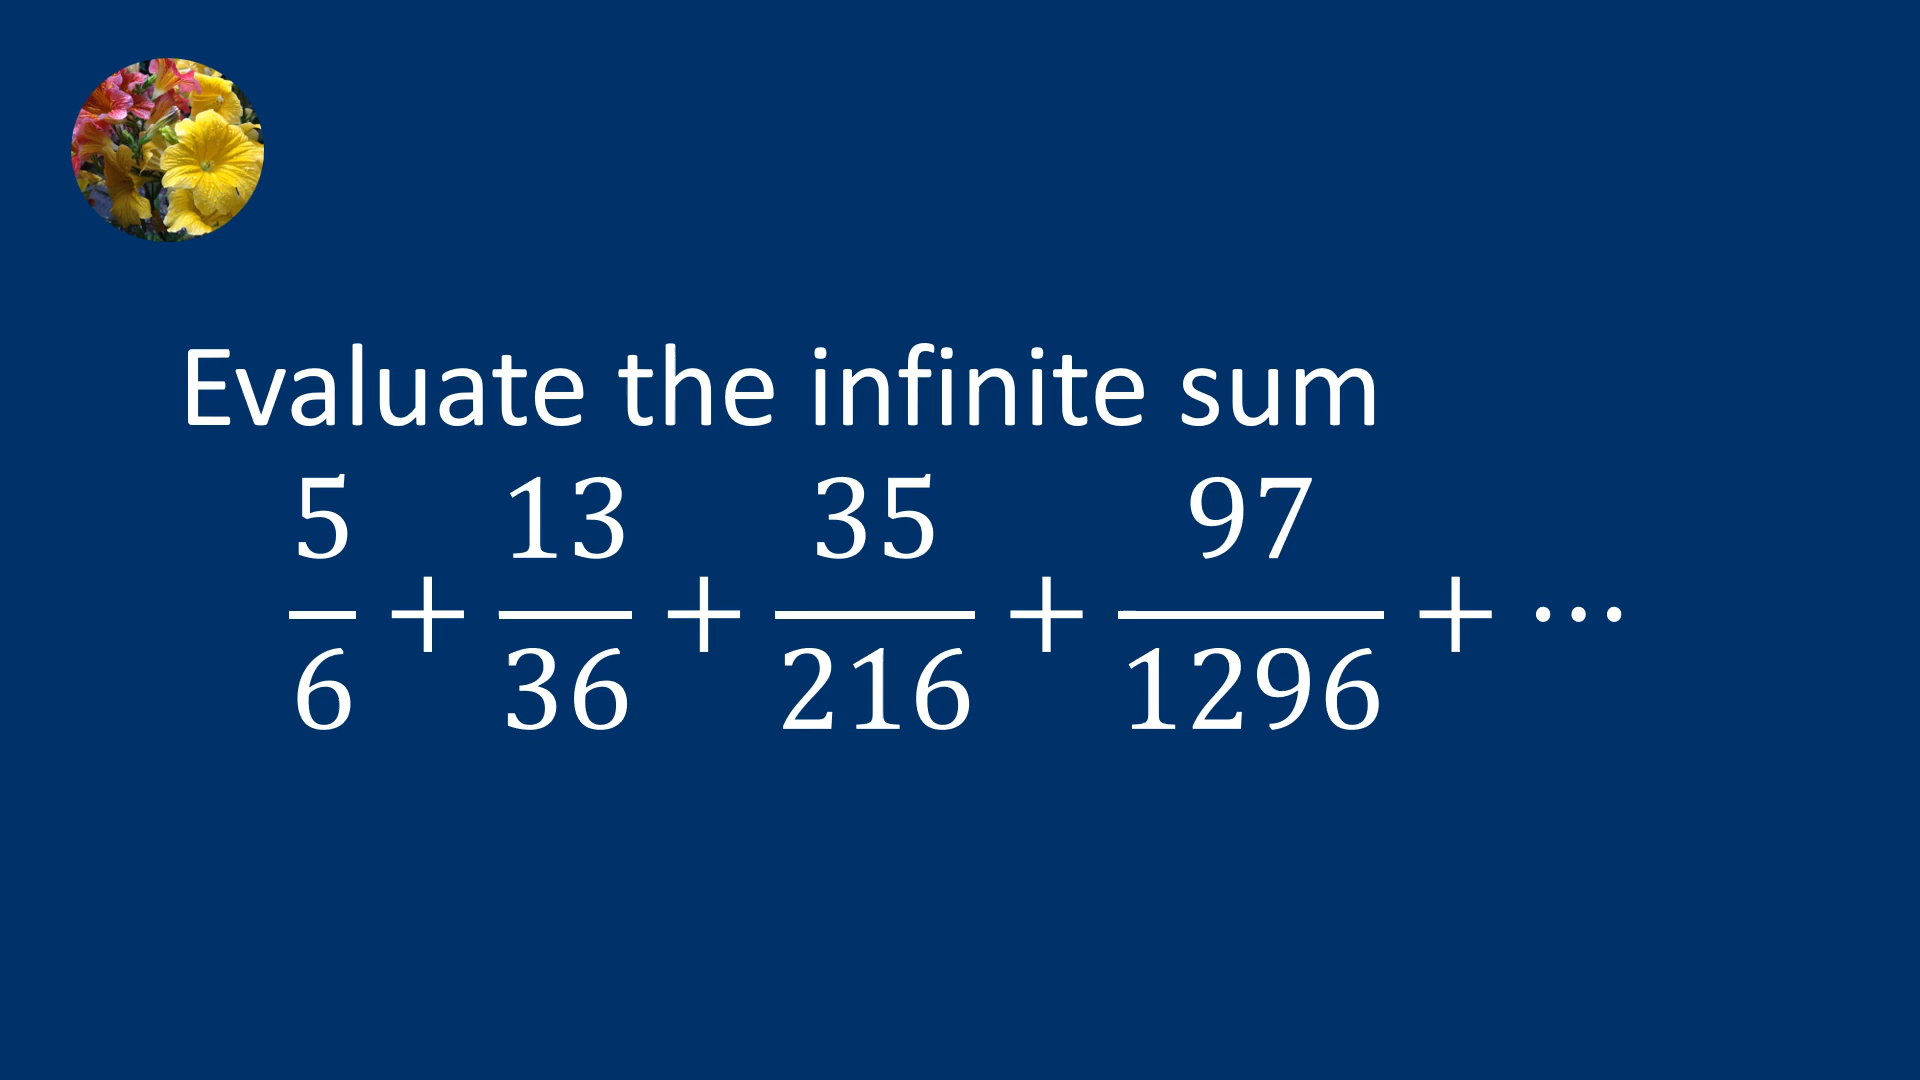 Evaluate the infinite sum
5/6 + 13/36 + 35/216 + 97/1296 + ⋯